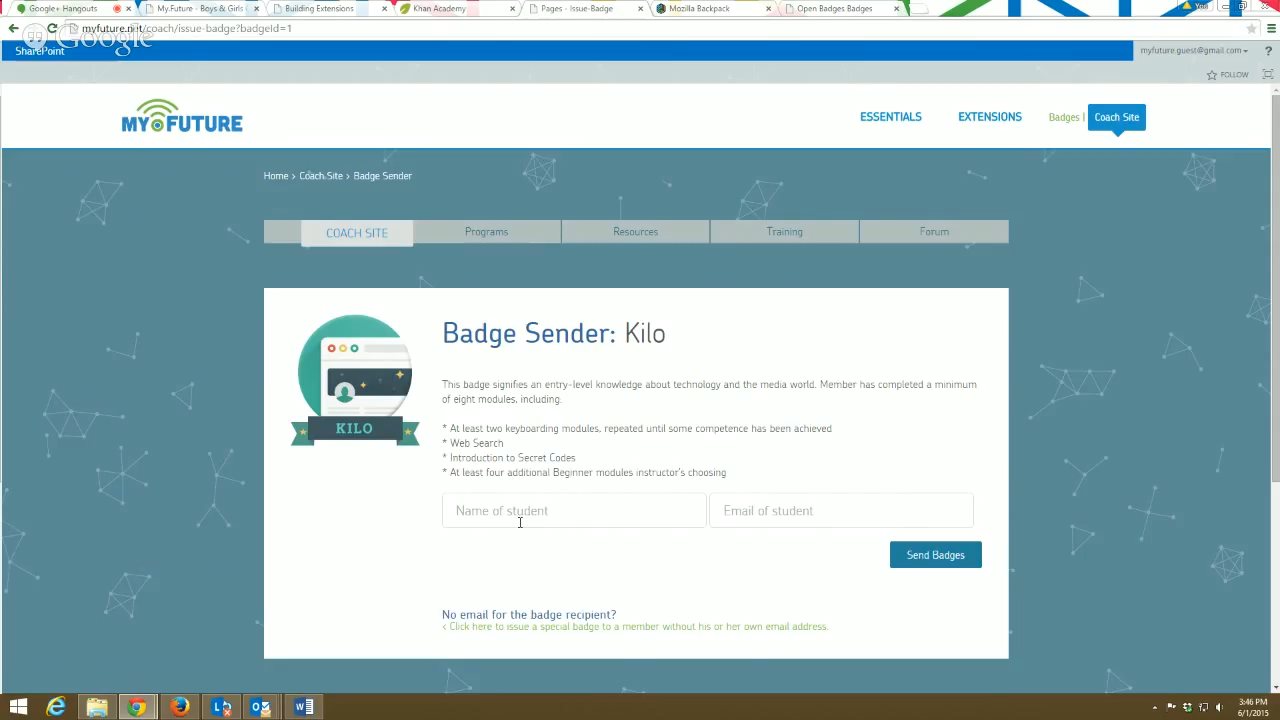 Google+ Hangouts
My.Future - Boys & Girls
Building Extensions
Khan Academy
Pages - Issue-Badge
Mozilla Backpack
Open Badges Badges
You
myfuture.net/coach/issue-badge?badgeId=1
Google
SharePoint
myfuture.guest@gmail.com
?
FOLLOW
MY FUTURE
ESSENTIALS
EXTENSIONS
Badges |
Coach Site
Home > Coach Site > Badge Sender
COACH SITE
Programs
Resources
Training
Forum
KILO
Badge Sender: Kilo
This badge signifies an entry-level knowledge about technology and the media world. Member has completed a minimum
of eight modules, including:
* At least two keyboarding modules, repeated until some competence has been achieved
* Web Search
* Introduction to Secret Codes
* At least four additional Beginner modules instructor's choosing
Name of student
Email of student
Send Badges
No email for the badge recipient?
< Click here to issue a special badge to a member without his or her own email address.
3:46 PM
6/1/2015